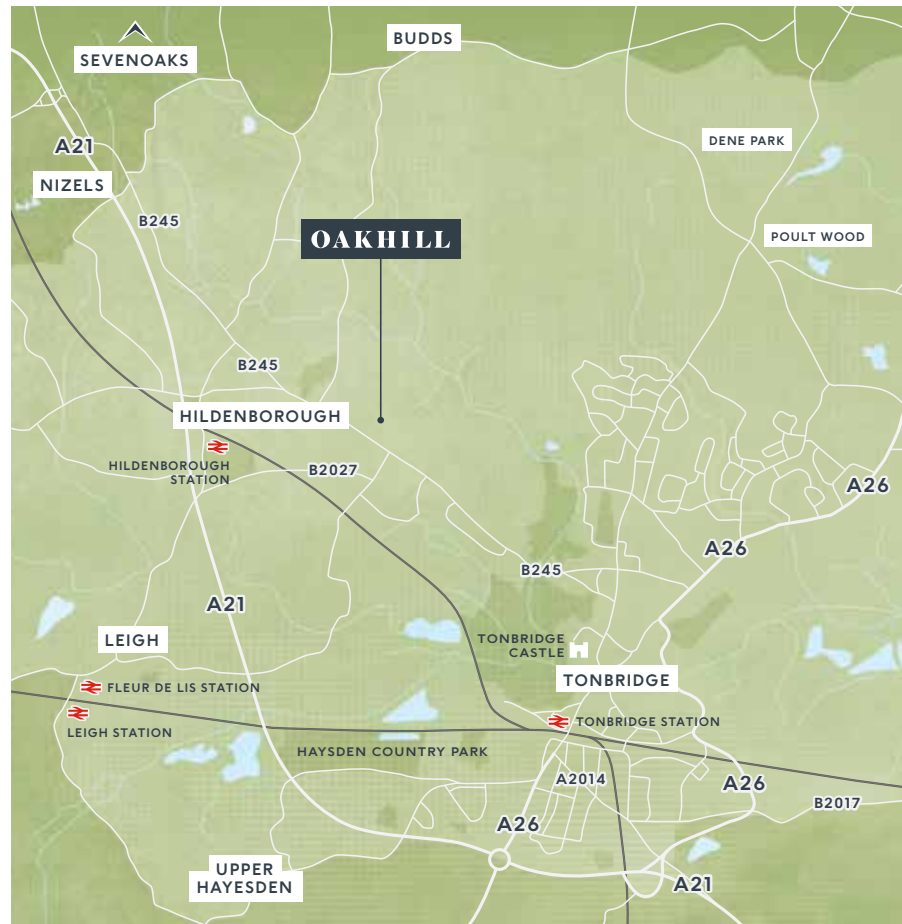 BUDDS
SEVENOAKS
DENE PARK
A21
NIZELS
B245
POULT WOOD
OAKHILL
B245
HILDENBOROUGH
HILDENBOROUGH
STATION
B2027
A26
A26
B245
A21
LEIGH
TONBRIDGE
CASTLE
TONBRIDGE
FLEUR DE LIS STATION
LEIGH STATION
TONBRIDGE STATION
HAYSDEN COUNTRY PARK
A2014
A26
B2017
A26
UPPER
HAYESDEN
A21